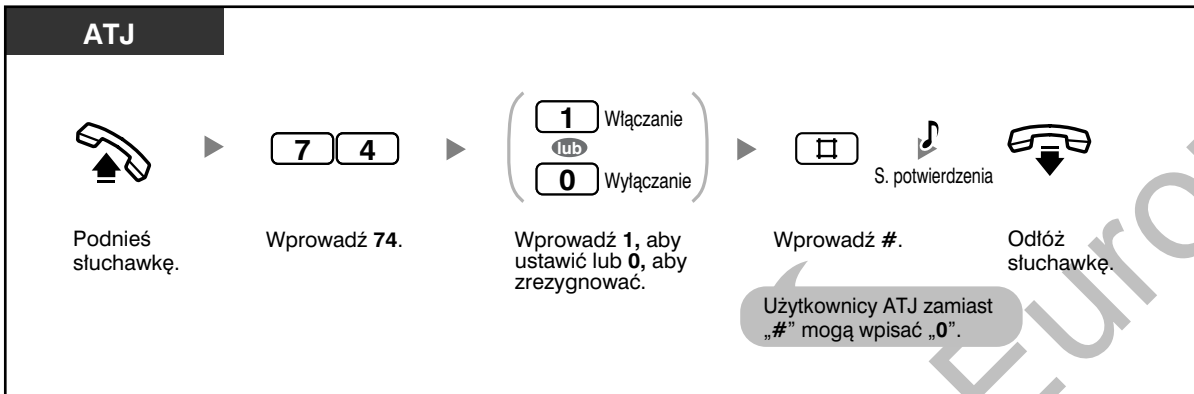 ATJ
1 Włączanie
lub
7 4
0 Wyłączanie
S. potwierdzenia
Podnieś
słuchawkę.
Wprowadź 74.
Wprowadź 1, aby
ustawić lub 0, aby
zrezygnować.
Wprowadź #.
Odłóż
słuchawkę.
Użytkownicy ATJ zamiast
„#” mogą wpisać „0”.